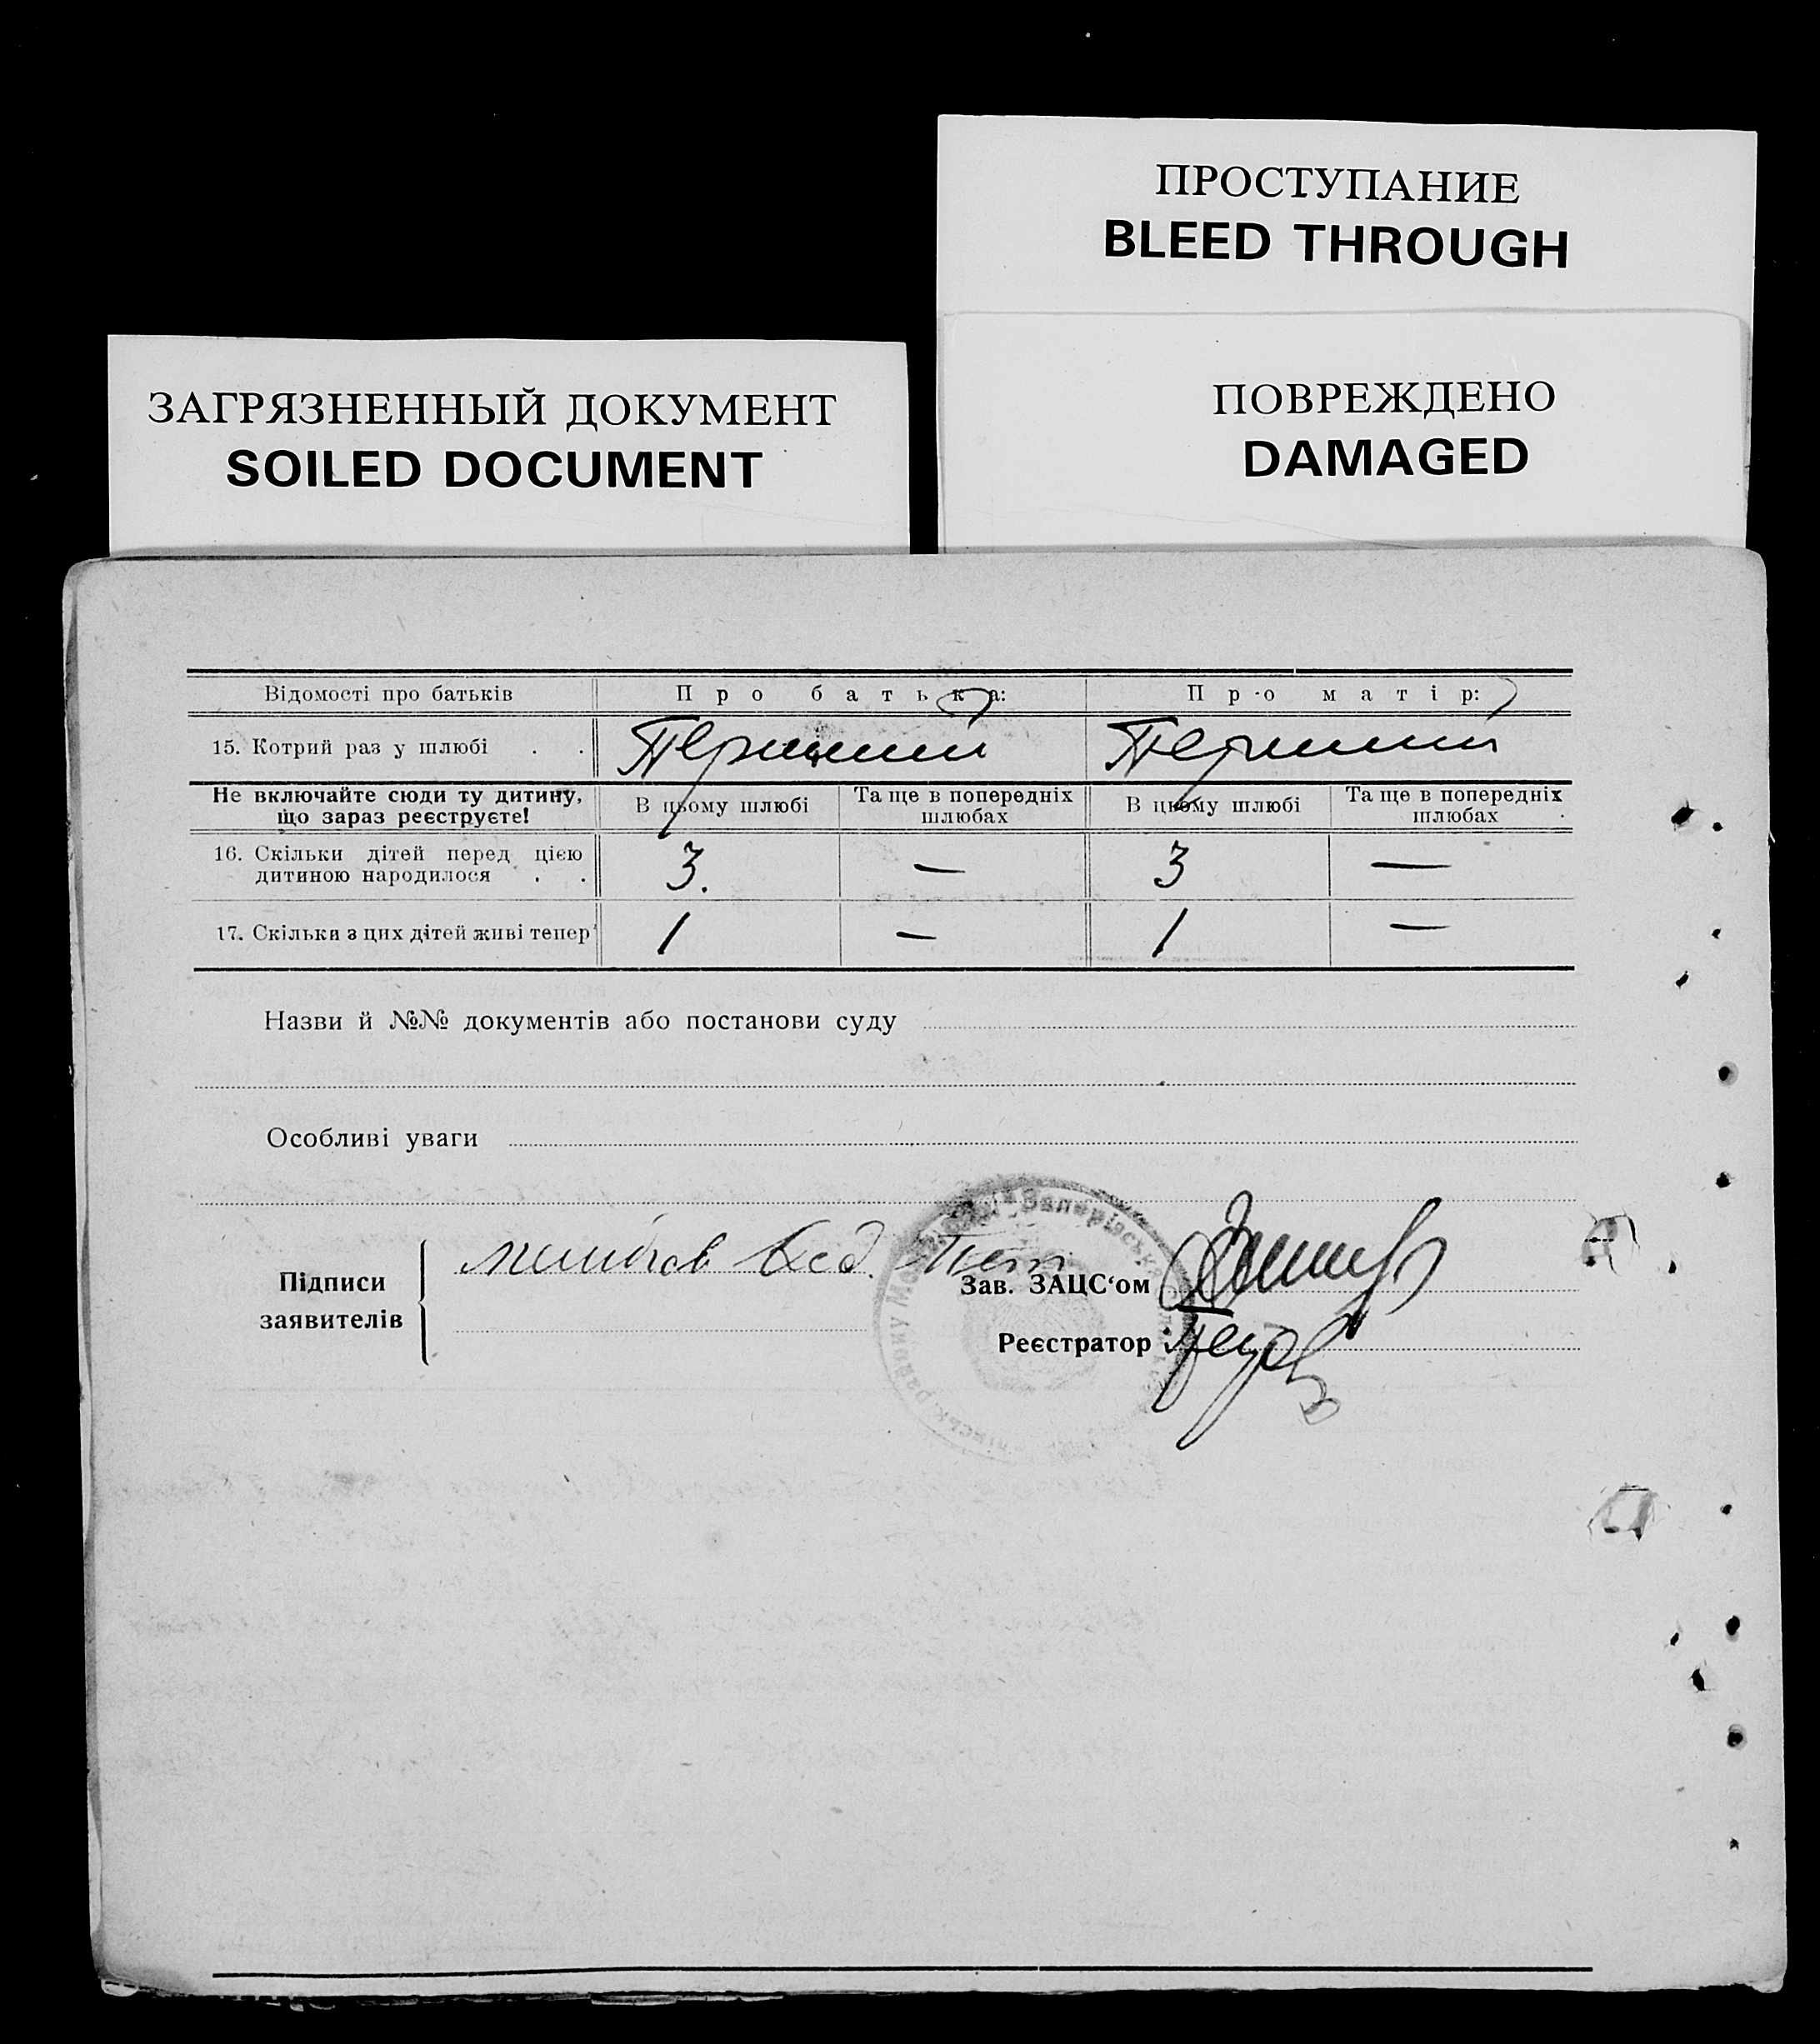 ПРОСТУПАНИЕ
BLEED THROUGH
ПОВРЕЖДЕНО
DAMAGED
ЗАГРЯЗНЕННЫЙ ДОКУМЕНТ
SOILED DOCUMENT
Відомості про батьків Про батька: Про матір:
15. Котрий раз у шлюбі . . Перший Перший
Не включайте сюди ту дитину, що зараз реєструєте! В цьому шлюбі Та ще в попередніх шлюбах В цьому шлюбі Та ще в попередніх шлюбах
16. Скільки дітей перед цією
дитиною народилося . . 3. — 3 —
17. Скільки з цих дітей живі тепер 1 — 1 —
Назви й №№ документів або постанови суду
Особливі уваги
Підписи
заявителів
Зав. ЗАЦС‘ом
Реєстратор